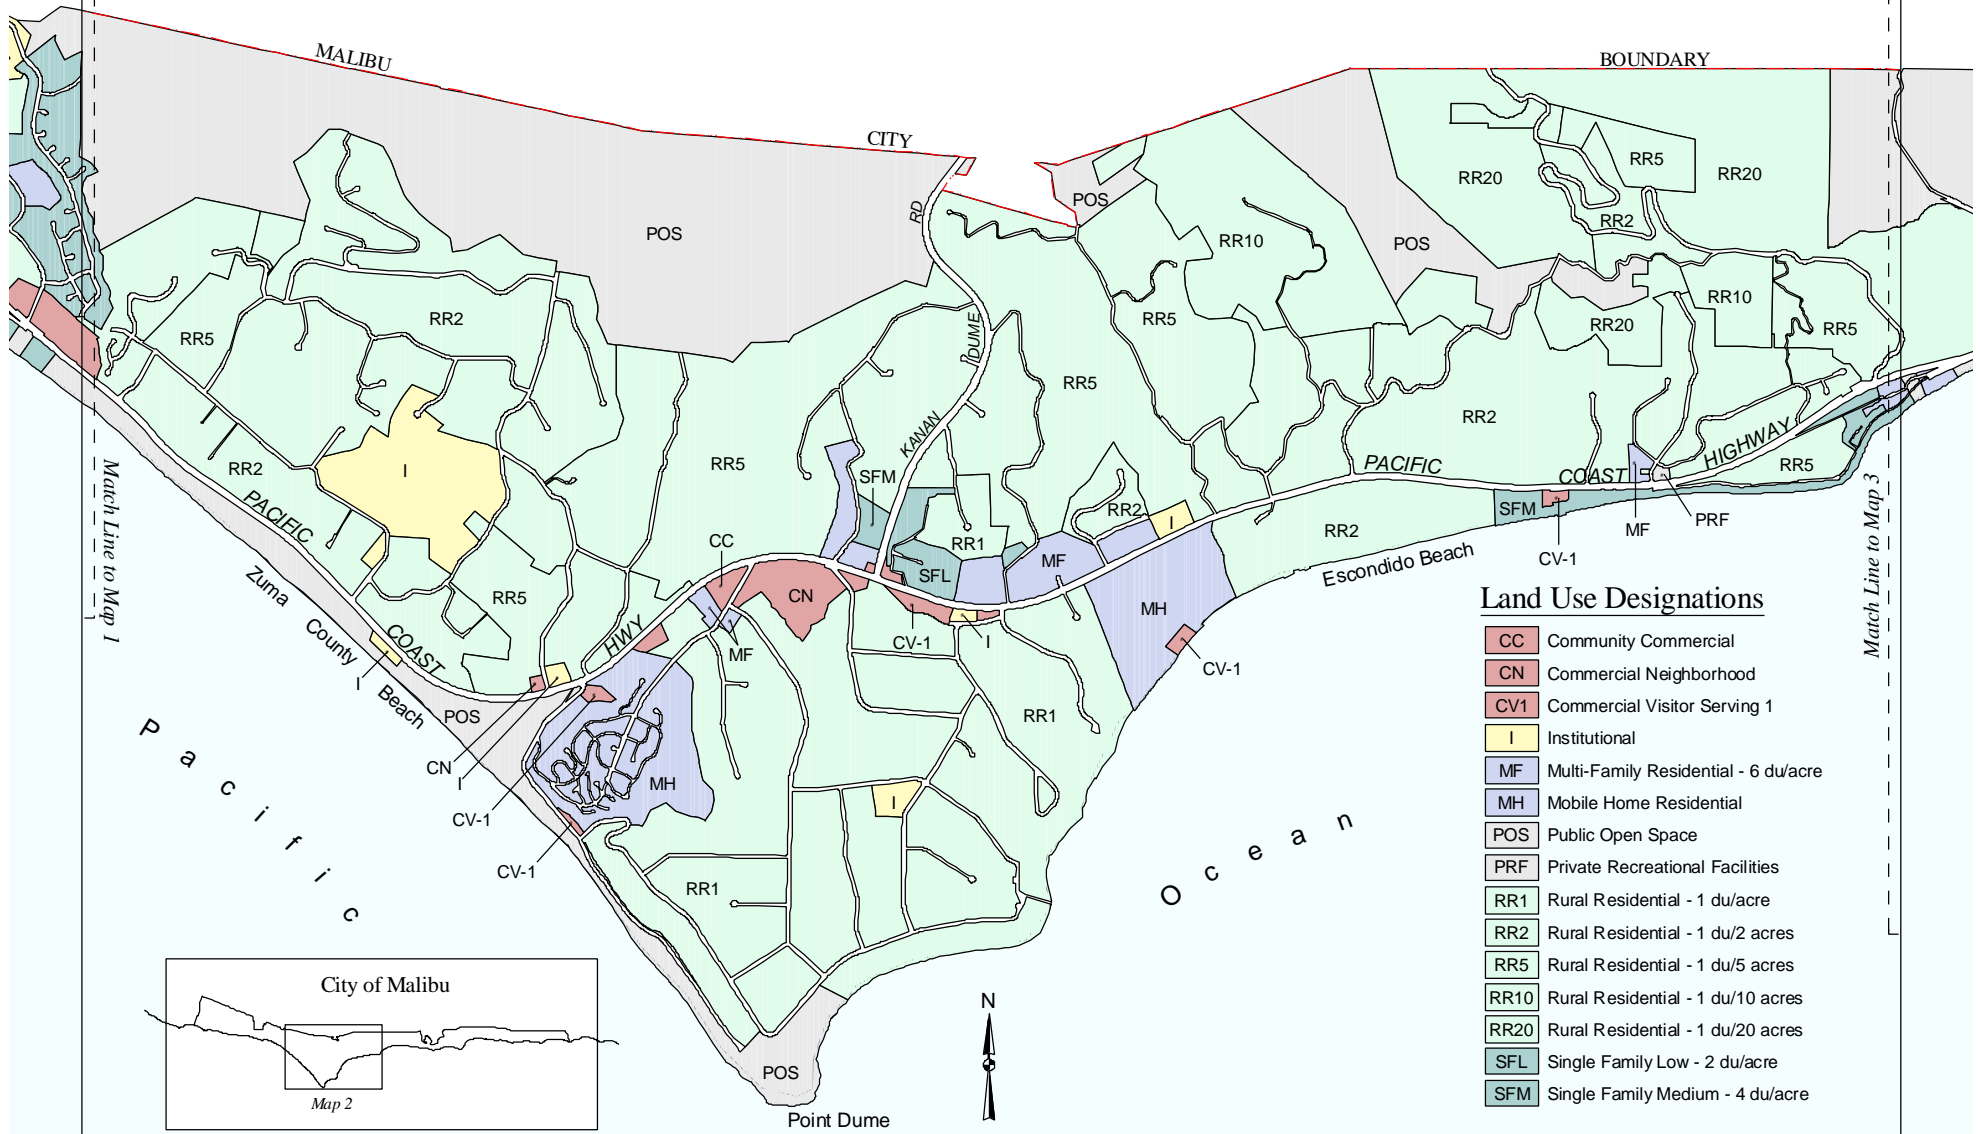 MALIBU
CITY
BOUNDARY
RD
DUME
KANAN
POS
POS
POS
RR20
RR5
RR20
RR2
RR10
RR5
RR2
RR5
RR10
RR20
RR5
RR5
RR2
RR5
RR2
I
SFM
RR2
I
PACIFIC
COAST
HIGHWAY
RR5
SFM
CV-1
MF
PRF
RR2
Escondido Beach
RR1
SFL
MF
CC
CN
CV-1
I
MH
CV-1
RR5
PACIFIC
COAST
HWY
Zuma
County
Beach
I
MF
POS
CN
I
CV-1
CV-1
MH
RR1
I
RR1
POS
Point Dume
Pacific
Ocean
Match Line to Map 1
Match Line to Map 3
N
City of Malibu
Map 2
Land Use Designations
CC Community Commercial
CN Commercial Neighborhood
CV1 Commercial Visitor Serving 1
I Institutional
MF Multi-Family Residential - 6 du/acre
MH Mobile Home Residential
POS Public Open Space
PRF Private Recreational Facilities
RR1 Rural Residential - 1 du/acre
RR2 Rural Residential - 1 du/2 acres
RR5 Rural Residential - 1 du/5 acres
RR10 Rural Residential - 1 du/10 acres
RR20 Rural Residential - 1 du/20 acres
SFL Single Family Low - 2 du/acre
SFM Single Family Medium - 4 du/acre